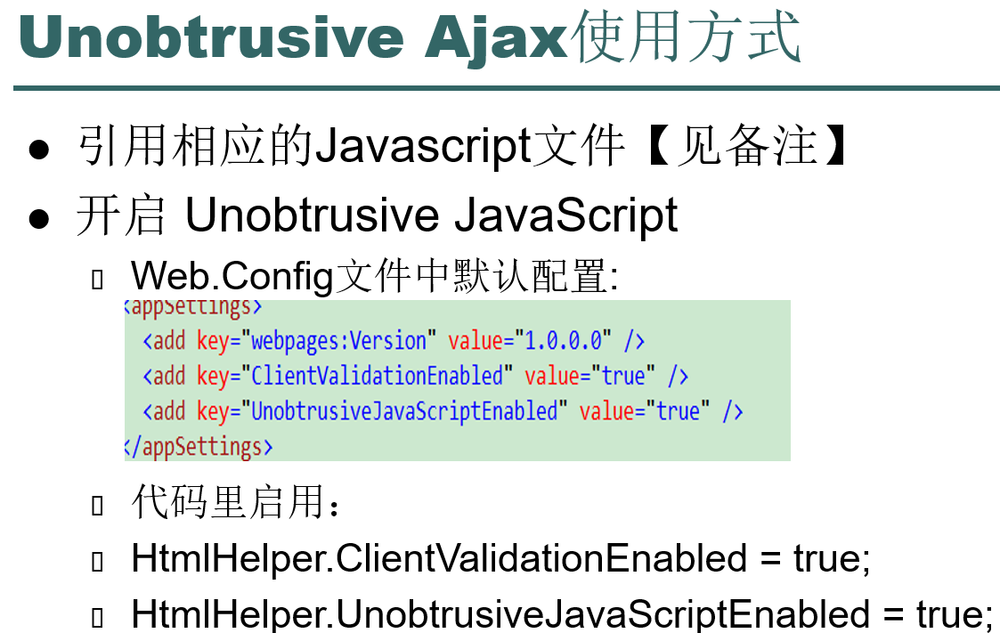 Unobtrusive Ajax使用方式
引用相应的Javascript文件【见备注】
开启 Unobtrusive JavaScript
Web.Config文件中默认配置:
<appSettings>
<add key="webpages:Version" value="1.0.0.0" />
<add key="ClientValidationEnabled" value="true" />
<add key="UnobtrusiveJavaScriptEnabled" value="true" />
</appSettings>
代码里启用：
HtmlHelper.ClientValidationEnabled = true;
HtmlHelper.UnobtrusiveJavaScriptEnabled = true;